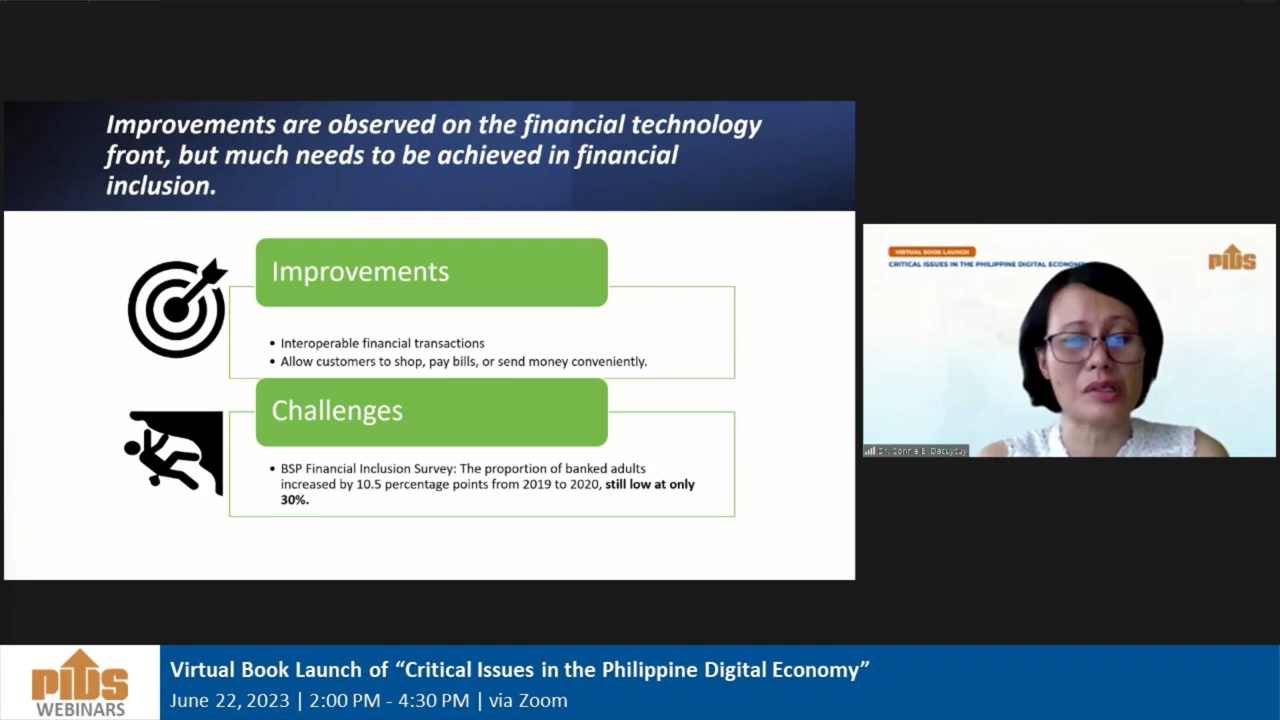 Improvements are observed on the financial technology
front, but much needs to be achieved in financial
inclusion.
Improvements
• Interoperable financial transactions
• Allow customers to shop, pay bills, or send money conveniently.
Challenges
• BSP Financial Inclusion Survey: The proportion of banked adults
increased by 10.5 percentage points from 2019 to 2020, still low at only
30%.
VIRTUAL BOOK LAUNCH
CRITICAL ISSUES IN THE PHILIPPINE DIGITAL ECONOMY
PIDS
PIDS
WEBINARS
Virtual Book Launch of “Critical Issues in the Philippine Digital Economy”
June 22, 2023 | 2:00 PM - 4:30 PM | via Zoom